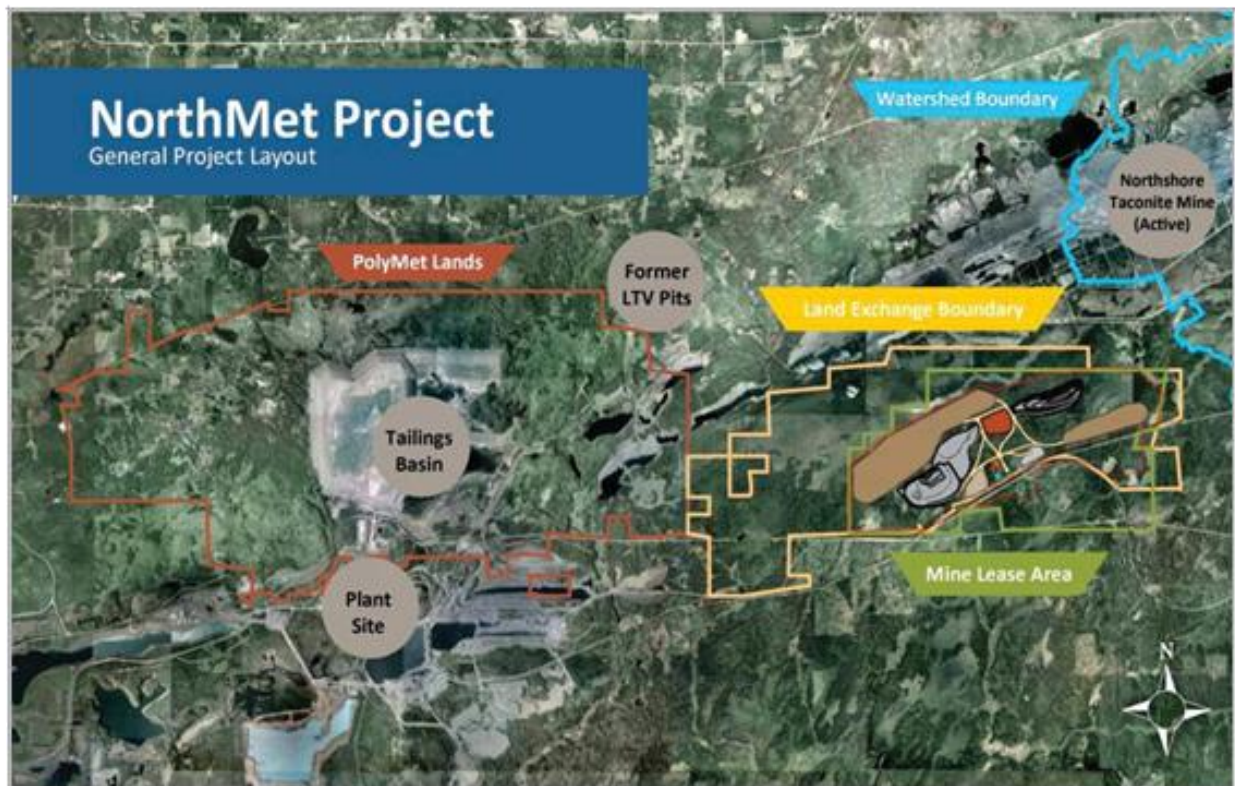 NorthMet Project
General Project Layout
Watershed Boundary
Northshore
Taconite Mine
(Active)
PolyMet Lands
Former
LTV Pits
Land Exchange Boundary
Tailings
Basin
Mine Lease Area
Plant
Site
N